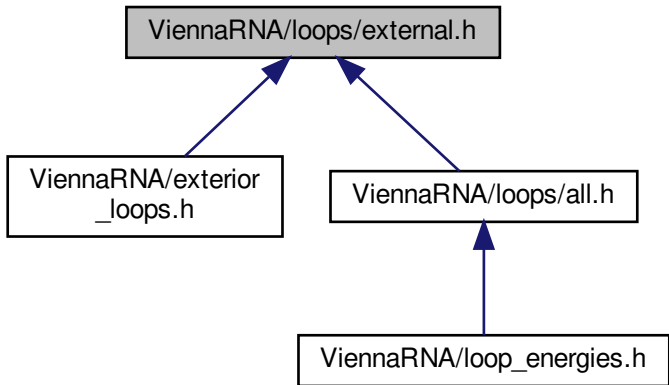 ViennaRNA/loops/external.h
ViennaRNA/exterior
_loops.h
ViennaRNA/loops/all.h
ViennaRNA/loop_energies.h